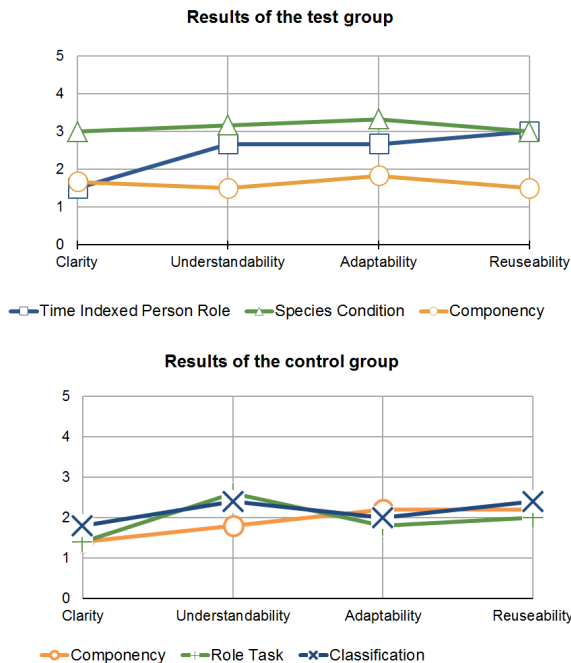 Results of the test group
5
4
3
2
1
0
Clarity Understandability Adaptability Reuseability
Time Indexed Person Role Species Condition Componency
Results of the control group
5
4
3
2
1
0
Clarity Understandability Adaptability Reuseability
Componency Role Task Classification